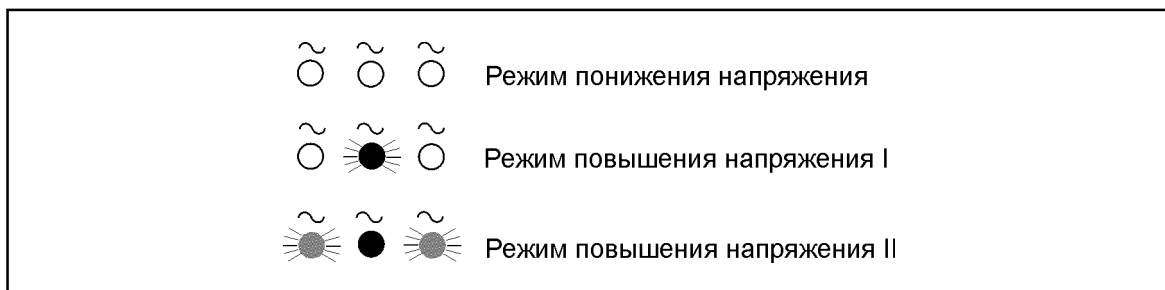 Режим понижения напряжения
Режим повышения напряжения I
Режим повышения напряжения II